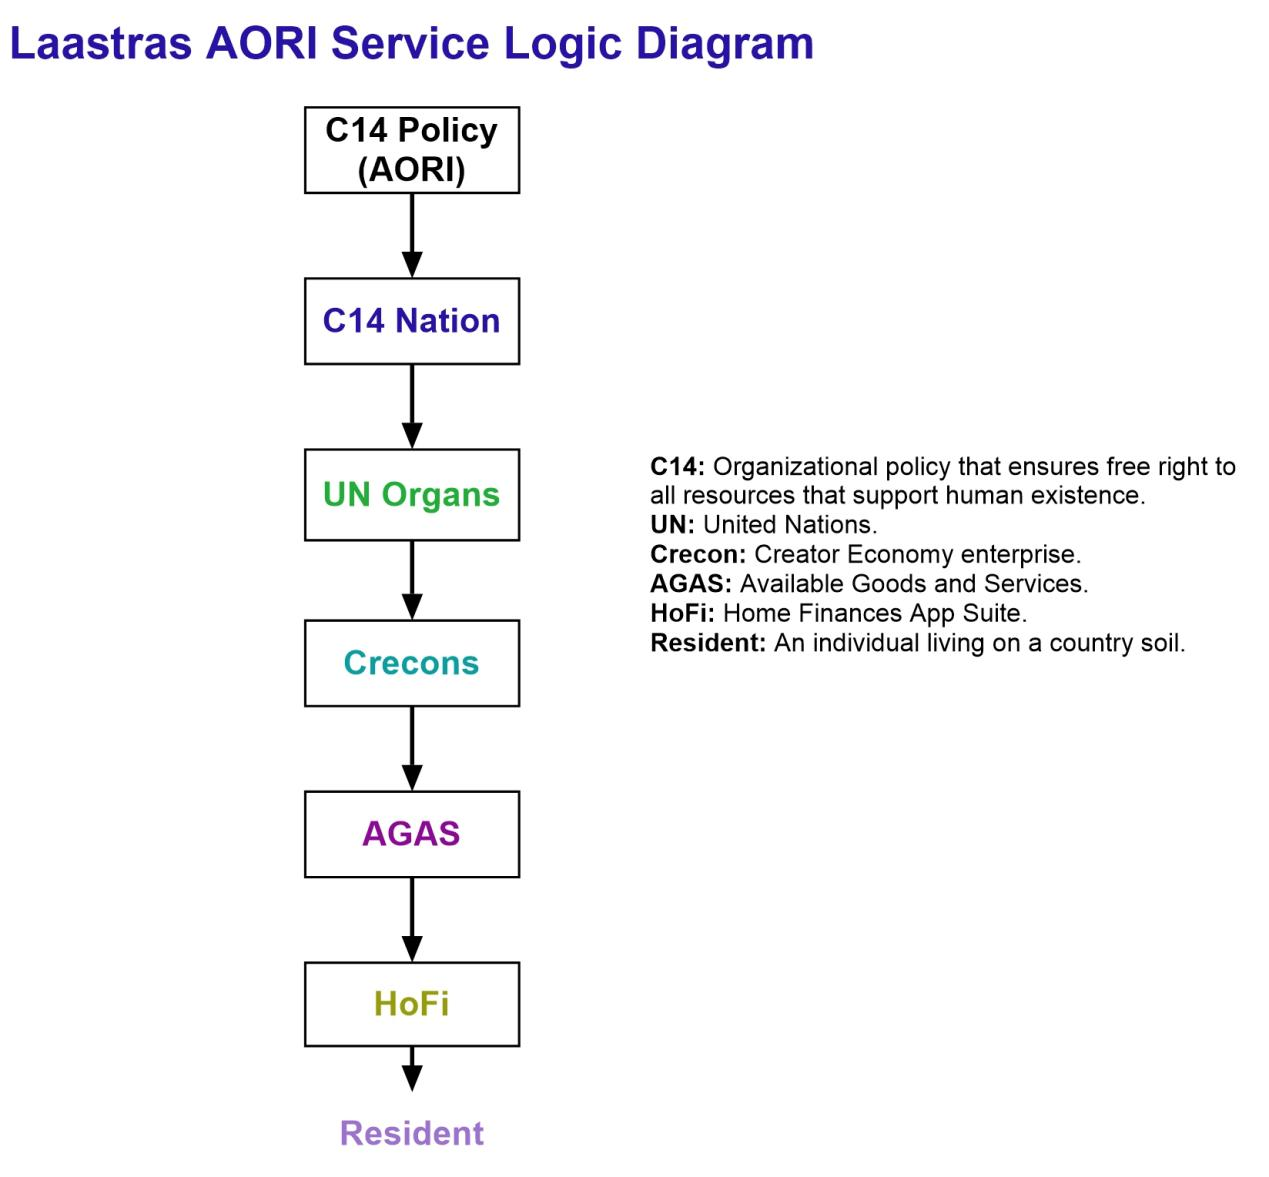 Laastras AORI Service Logic Diagram
C14 Policy
(AORI)
C14 Nation
UN Organs
Crecons
AGAS
HoFi
Resident
C14: Organizational policy that ensures free right to
all resources that support human existence.
UN: United Nations.
Crecon: Creator Economy enterprise.
AGAS: Available Goods and Services.
HoFi: Home Finances App Suite.
Resident: An individual living on a country soil.